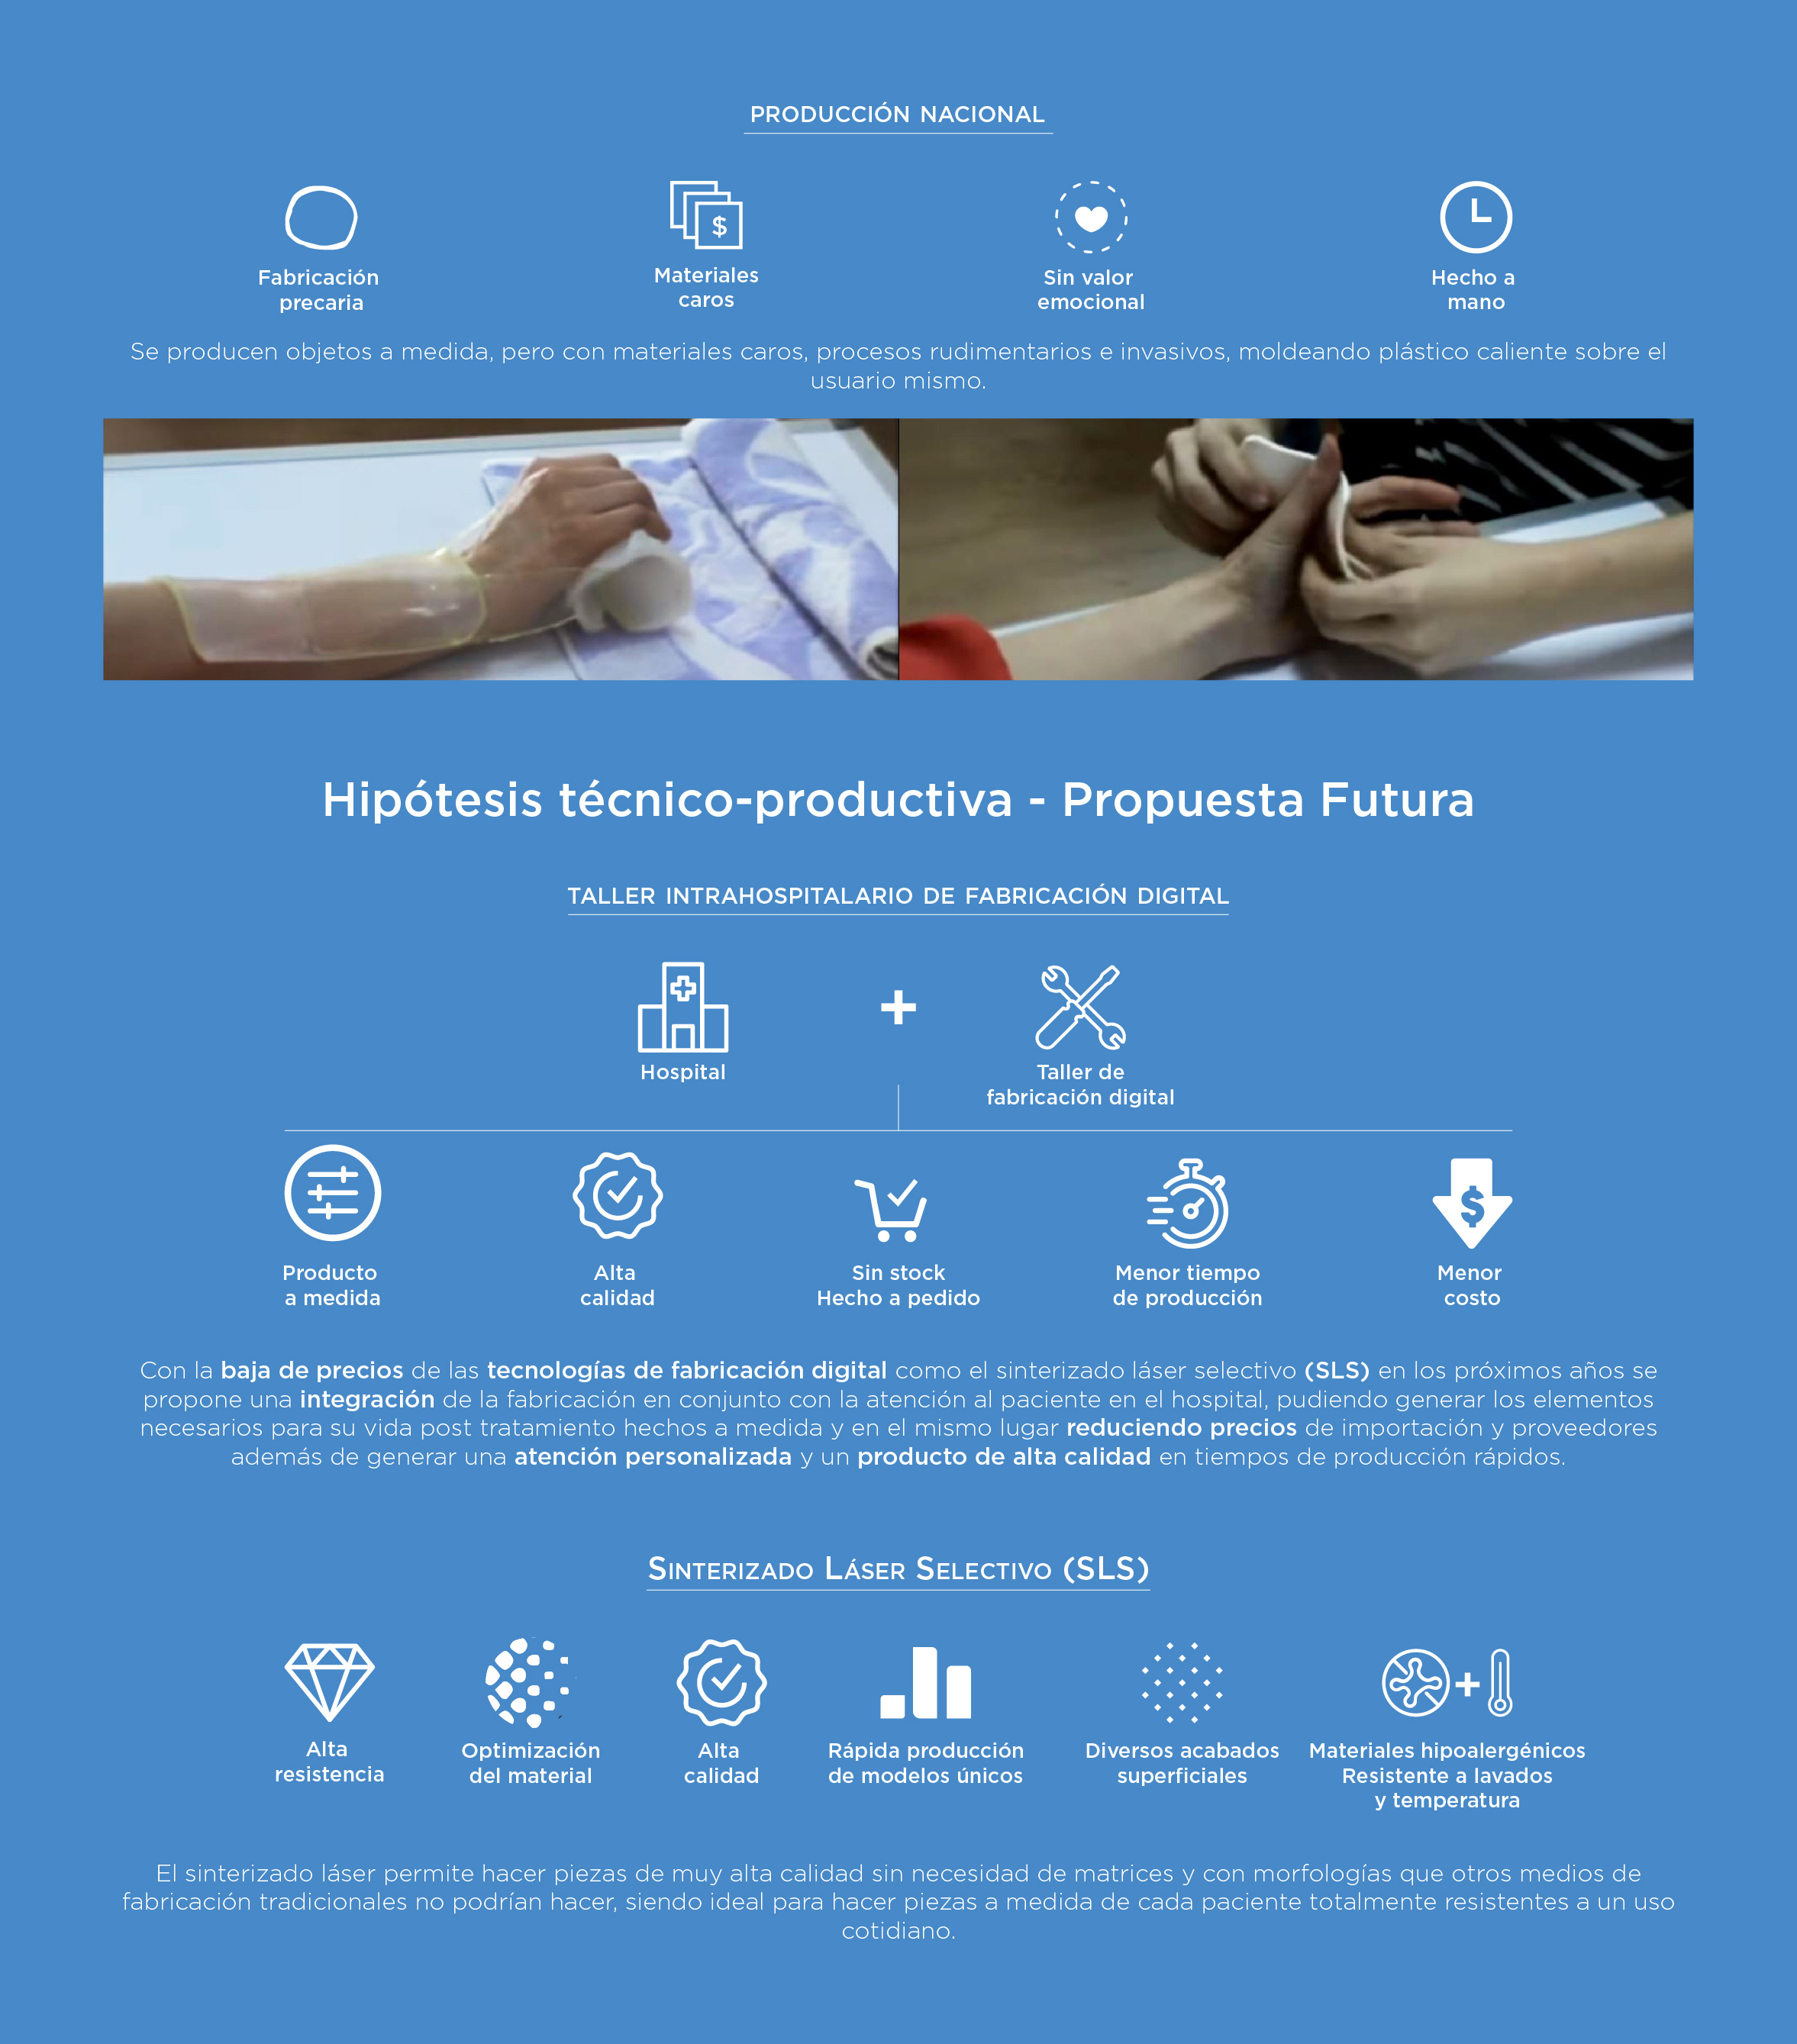 PRODUCCIÓN NACIONAL
$
Fabricación
precaria
Materiales
caros
Sin valor
emocional
Hecho a
mano
Se producen objetos a medida, pero con materiales caros, procesos rudimentarios e invasivos, moldeando plástico caliente sobre el
usuario mismo.
Hipótesis técnico-productiva - Propuesta Futura
TALLER INTRAHOSPITALARIO DE FABRICACIÓN DIGITAL
+
Hospital
Taller de
fabricación digital
$
Producto
a medida
Alta
calidad
Sin stock
Hecho a pedido
Menor tiempo
de producción
Menor
costo
Con la baja de precios de las tecnologías de fabricación digital como el sinterizado láser selectivo (SLS) en los próximos años se
propone una integración de la fabricación en conjunto con la atención al paciente en el hospital, pudiendo generar los elementos
necesarios para su vida post tratamiento hechos a medida y en el mismo lugar reduciendo precios de importación y proveedores
además de generar una atención personalizada y un producto de alta calidad en tiempos de producción rápidos.
Sinterizado Láser Selectivo (SLS)
+
Alta
resistencia
Optimización
del material
Alta
calidad
Rápida producción
de modelos únicos
Diversos acabados
superficiales
Materiales hipoalergénicos
Resistente a lavados
y temperatura
El sinterizado láser permite hacer piezas de muy alta calidad sin necesidad de matrices y con morfologías que otros medios de
fabricación tradicionales no podrían hacer, siendo ideal para hacer piezas a medida de cada paciente totalmente resistentes a un uso
cotidiano.